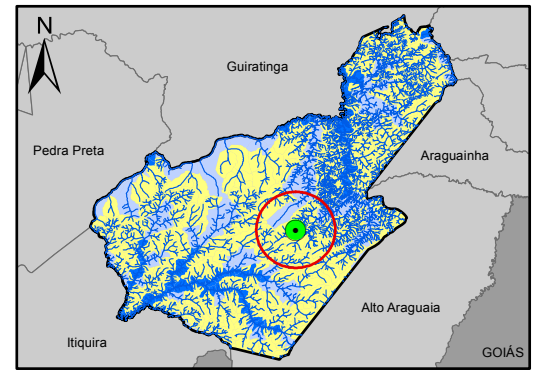 N
Guiratinga
Pedra Preta
Araguainha
Alto Araguaia
Itiquira
GOIÁS